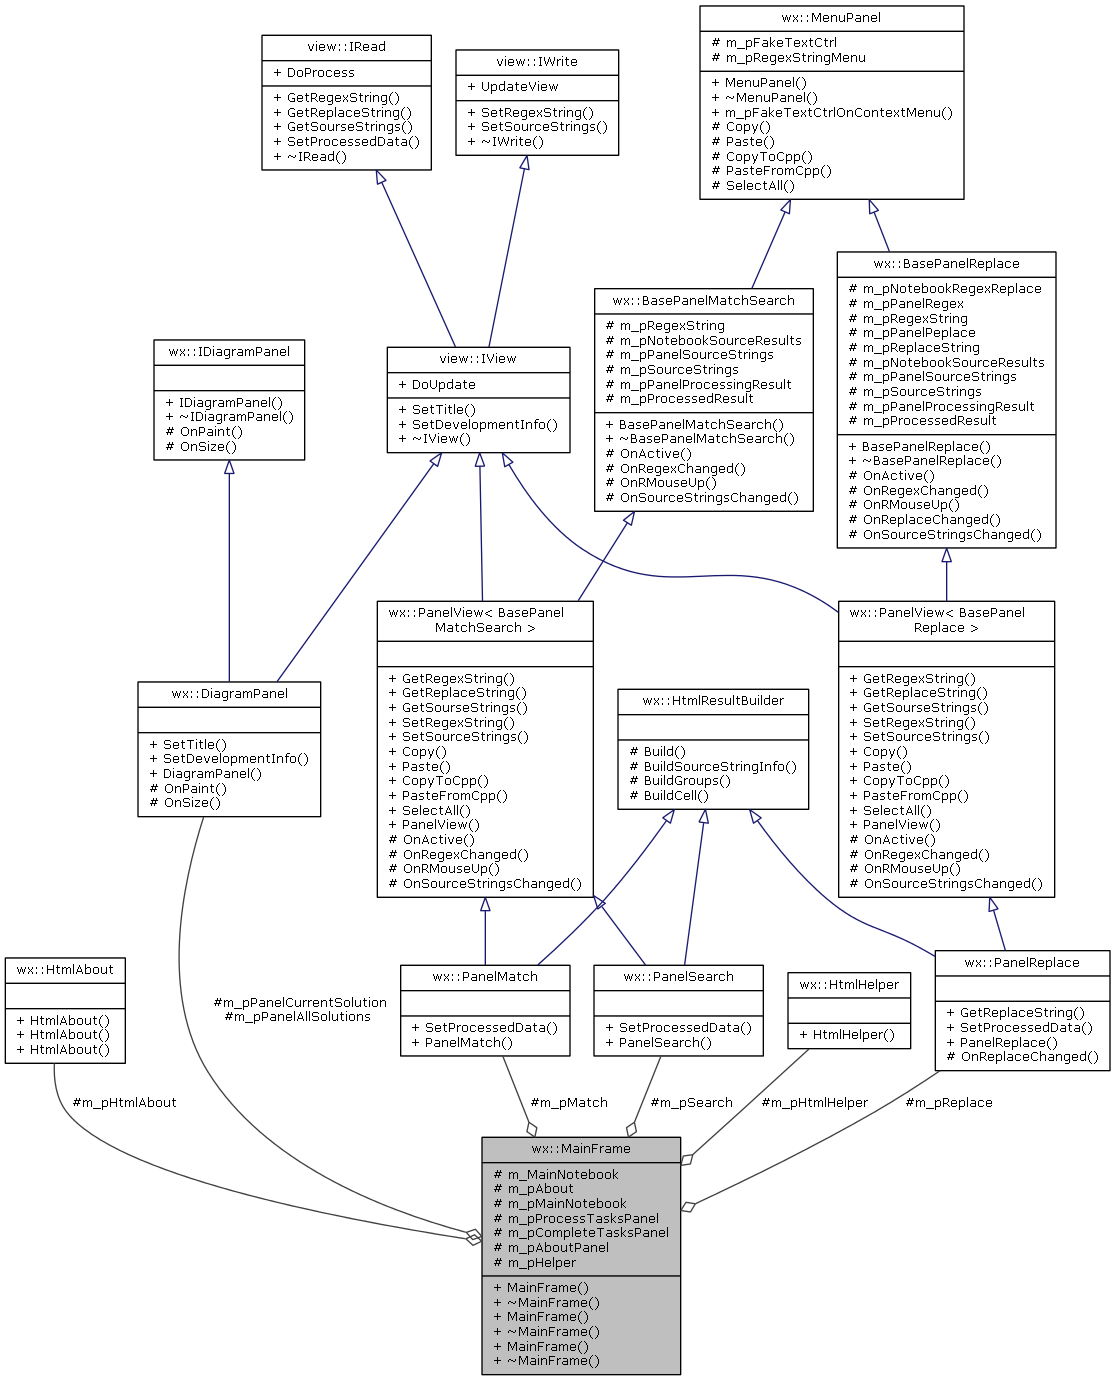 wx::MenuPanel
# m_pFakeTextCtrl
# m_pRegexStringMenu
+ MenuPanel()
+ ~MenuPanel()
+ m_pFakeTextCtrlOnContextMenu()
# Copy()
# Paste()
# CopyToCpp()
# PasteFromCpp()
# SelectAll()
view::IRead
+ DoProcess
+ GetRegexString()
+ GetReplaceString()
+ GetSourseStrings()
+ SetProcessedData()
+ ~IRead()
view::IWrite
+ UpdateView
+ SetRegexString()
+ SetSourceStrings()
+ ~IWrite()
wx::BasePanelReplace
# m_pNotebookRegexReplace
# m_pPanelRegex
# m_pRegexString
# m_pPanelPeplace
# m_pReplaceString
# m_pNotebookSourceResults
# m_pPanelSourceStrings
# m_pSourceStrings
# m_pPanelProcessingResult
# m_pProcessedResult
+ BasePanelReplace()
+ ~BasePanelReplace()
# OnActive()
# OnRegexChanged()
# OnRMouseUp()
# OnReplaceChanged()
# OnSourceStringsChanged()
wx::BasePanelMatchSearch
# m_pRegexString
# m_pNotebookSourceResults
# m_pPanelSourceStrings
# m_pSourceStrings
# m_pPanelProcessingResult
# m_pProcessedResult
+ BasePanelMatchSearch()
+ ~BasePanelMatchSearch()
# OnActive()
# OnRegexChanged()
# OnRMouseUp()
# OnSourceStringsChanged()
wx::IDiagramPanel
+ IDiagramPanel()
+ ~IDiagramPanel()
# OnPaint()
# OnSize()
view::IView
+ DoUpdate
+ SetTitle()
+ SetDevelopmentInfo()
+ ~IView()
wx::PanelView< BasePanel
MatchSearch >
+ GetRegexString()
+ GetReplaceString()
+ GetSourseStrings()
+ SetRegexString()
+ SetSourceStrings()
+ Copy()
+ Paste()
+ CopyToCpp()
+ PasteFromCpp()
+ SelectAll()
+ PanelView()
# OnActive()
# OnRegexChanged()
# OnRMouseUp()
# OnSourceStringsChanged()
wx::PanelView< BasePanel
Replace >
+ GetRegexString()
+ GetReplaceString()
+ GetSourseStrings()
+ SetRegexString()
+ SetSourceStrings()
+ Copy()
+ Paste()
+ CopyToCpp()
+ PasteFromCpp()
+ SelectAll()
+ PanelView()
# OnActive()
# OnRegexChanged()
# OnRMouseUp()
# OnSourceStringsChanged()
wx::DiagramPanel
+ SetTitle()
+ SetDevelopmentInfo()
+ DiagramPanel()
# OnPaint()
# OnSize()
wx::HtmlResultBuilder
# Build()
# BuildSourceStringInfo()
# BuildGroups()
# BuildCell()
wx::HtmlAbout
+ HtmlAbout()
+ HtmlAbout()
+ HtmlAbout()
#m_pPanelCurrentSolution
#m_pPanelAllSolutions
wx::PanelMatch
+ SetProcessedData()
+ PanelMatch()
wx::PanelSearch
+ SetProcessedData()
+ PanelSearch()
wx::HtmlHelper
+ HtmlHelper()
wx::PanelReplace
+ GetReplaceString()
+ SetProcessedData()
+ PanelReplace()
# OnReplaceChanged()
#m_pHtmlAbout
#m_pMatch
#m_pSearch
#m_pHtmlHelper
#m_pReplace
wx::MainFrame
# m_MainNotebook
# m_pAbout
# m_pMainNotebook
# m_pProcessTasksPanel
# m_pCompleteTasksPanel
# m_pAboutPanel
# m_pHelper
+ MainFrame()
+ ~MainFrame()
+ MainFrame()
+ ~MainFrame()
+ MainFrame()
+ ~MainFrame()